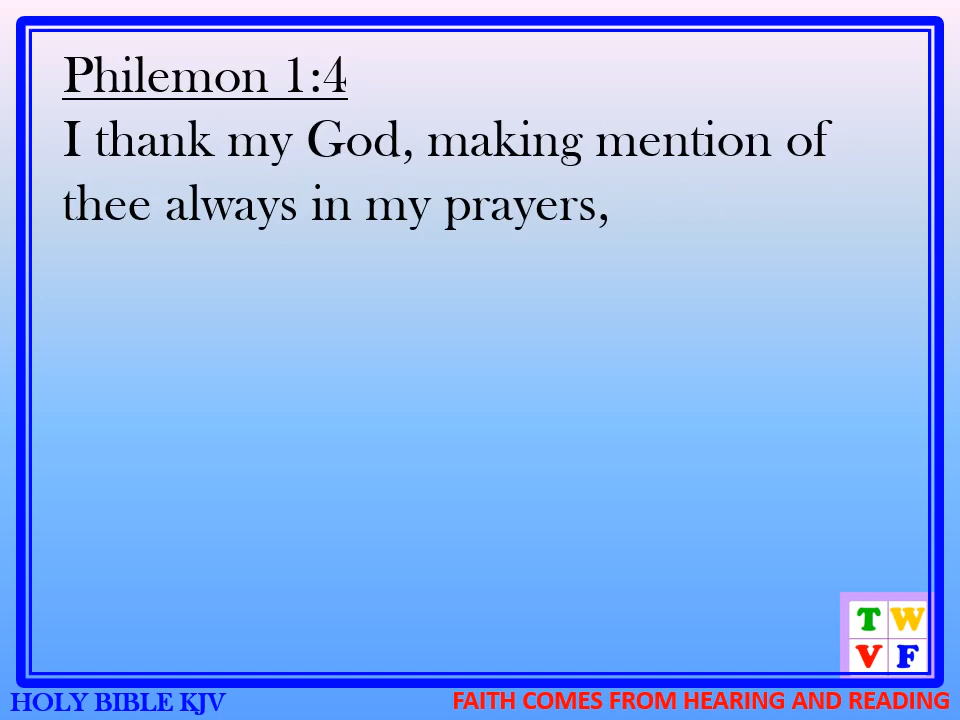 Philemon 1:4
I thank my God, making mention of
thee always in my prayers,
T W
V F
HOLY BIBLE KJV
FAITH COMES FROM HEARING AND READING